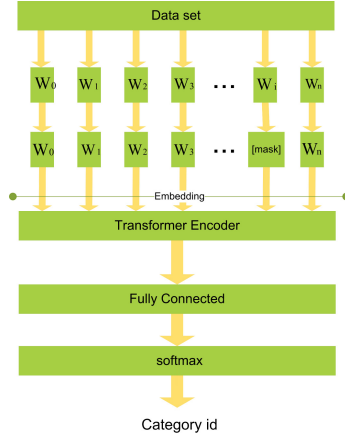 Data set
W0 W1 W2 W3 ... Wi Wn
W0 W1 W2 W3 ... [mask] Wn
Embedding
Transformer Encoder
Fully Connected
softmax
Category id